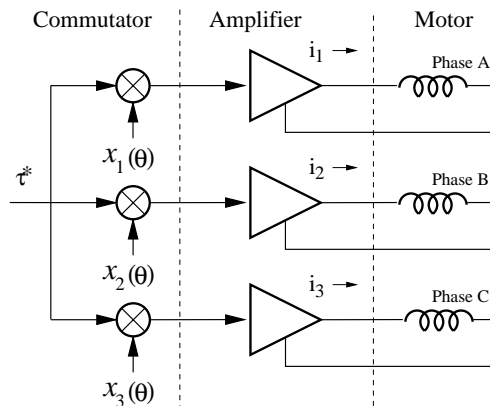 Commutator Amplifier Motor
i₁
Phase A
x₁(θ)
τ*
i₂
Phase B
x₂(θ)
i₃
Phase C
x₃(θ)